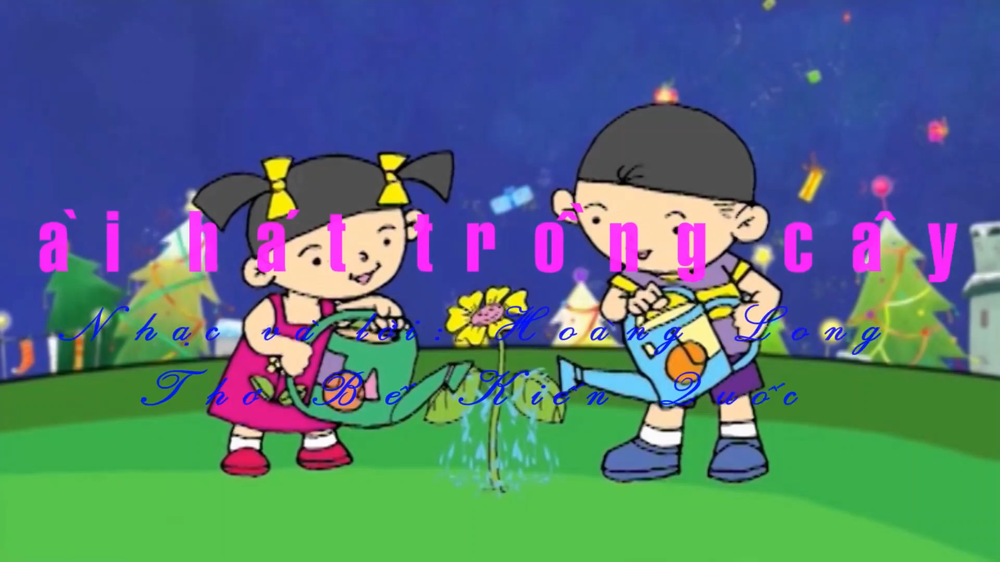 ài hát trồng cây
Nhạc và lời: Hoàng Long
Thơ Bế Kiến Quốc